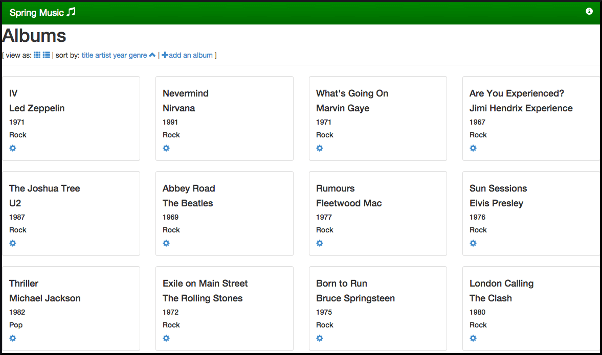 Spring Music
Albums
[ view as: | sort by: title artist year genre | add an album ]
IV
Led Zeppelin
1971
Rock
Nevermind
Nirvana
1991
Rock
What's Going On
Marvin Gaye
1971
Rock
Are You Experienced?
Jimi Hendrix Experience
1967
Rock
The Joshua Tree
U2
1987
Rock
Abbey Road
The Beatles
1969
Rock
Rumours
Fleetwood Mac
1977
Rock
Sun Sessions
Elvis Presley
1976
Rock
Thriller
Michael Jackson
1982
Pop
Exile on Main Street
The Rolling Stones
1972
Rock
Born to Run
Bruce Springsteen
1975
Rock
London Calling
The Clash
1980
Rock